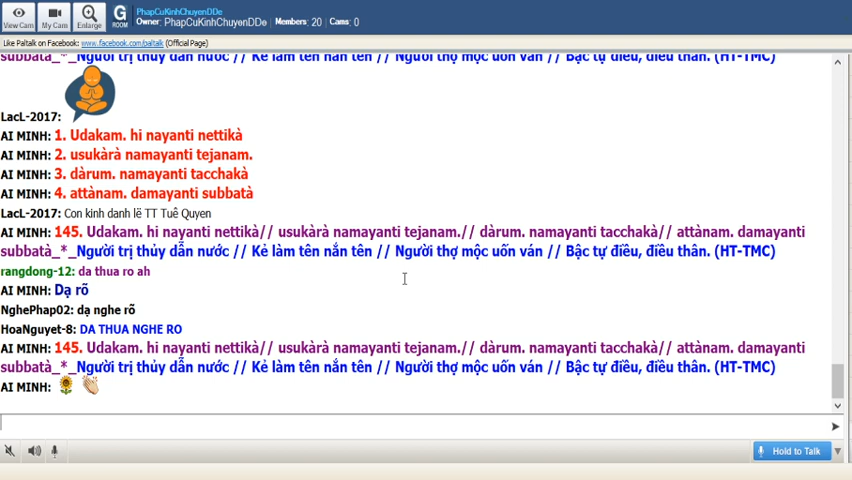 PhapCuKinhChuyenDDe
Owner: PhapCuKinhChuyenDDe Members: 20 Cams: 0
View Cam My Cam Enlarge G ROOM
Like Paltalk on Facebook: www.facebook.com/paltalk (Official Page)
subbatà_*_Người trị thủy dẫn nước // Kẻ làm tên nắn tên // Người thợ mộc uốn ván // Bậc tự điều, điều thân. (HT-TMC)
LacL-2017:
AI MINH: 1. Udakam. hi nayanti nettikà
AI MINH: 2. usukàrà namayanti tejanam.
AI MINH: 3. dàrum. namayanti tacchakà
AI MINH: 4. attànam. damayanti subbatà
LacL-2017: Con kinh danh lê TT Tuê Quyen
AI MINH: 145. Udakam. hi nayanti nettikà// usukàrà namayanti tejanam.// dàrum. namayanti tacchakà// attànam. damayanti
subbatà_*_Người trị thủy dẫn nước // Kẻ làm tên nắn tên // Người thợ mộc uốn ván // Bậc tự điều, điều thân. (HT-TMC)
rangdong-12: da thua ro ah
AI MINH: Dạ rõ
NghePhap02: dạ nghe rõ
HoaNguyet-8: DA THUA NGHE RO
AI MINH: 145. Udakam. hi nayanti nettikà// usukàrà namayanti tejanam.// dàrum. namayanti tacchakà// attànam. damayanti
subbatà_*_Người trị thủy dẫn nước // Kẻ làm tên nắn tên // Người thợ mộc uốn ván // Bậc tự điều, điều thân. (HT-TMC)
AI MINH:
Hold to Talk